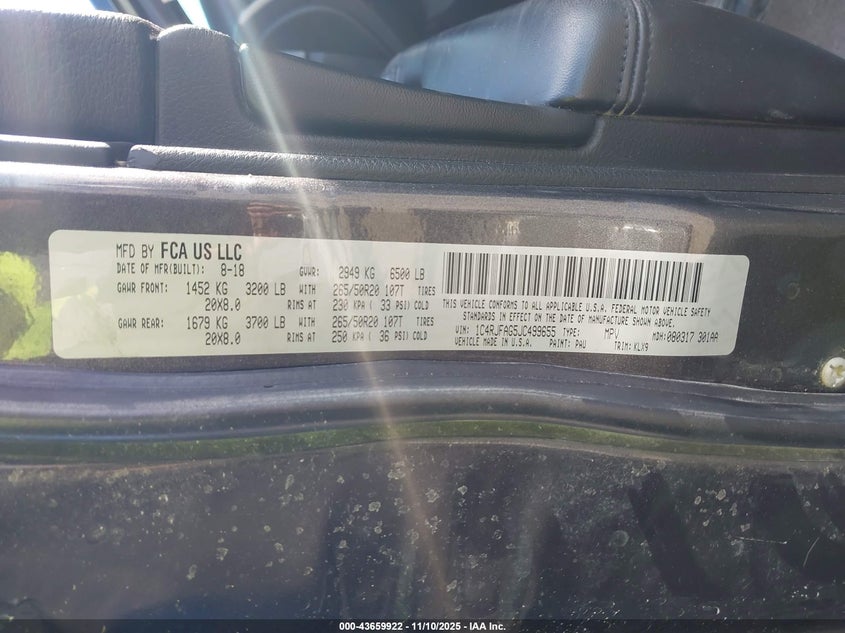 MFD BY FCA US LLC
DATE OF MFR(BUILT): 8-18 GVWR: 2949 KG 6500 LB
GAWR FRONT: 1452 KG 3200 LB WITH 265/50R20 107T TIRES
20X8.0 RIMS AT 230 KPA ( 33 PSI) COLD
GAWR REAR: 1679 KG 3700 LB WITH 265/50R20 107T TIRES
20X8.0 RIMS AT 250 KPA ( 36 PSI) COLD
THIS VEHICLE CONFORMS TO ALL APPLICABLE U.S.A. FEDERAL MOTOR VEHICLE SAFETY
STANDARDS IN EFFECT ON THE DATE OF MANUFACTURE SHOWN ABOVE.
VIN: 1C4RJFAG5JC499655 TYPE: MPV MDH:080317 301AA
VEHICLE MADE IN U.S.A. PAINT: PAU TRIM:KLX9
000-43659922 - 11/10/2025 - IAA Inc.